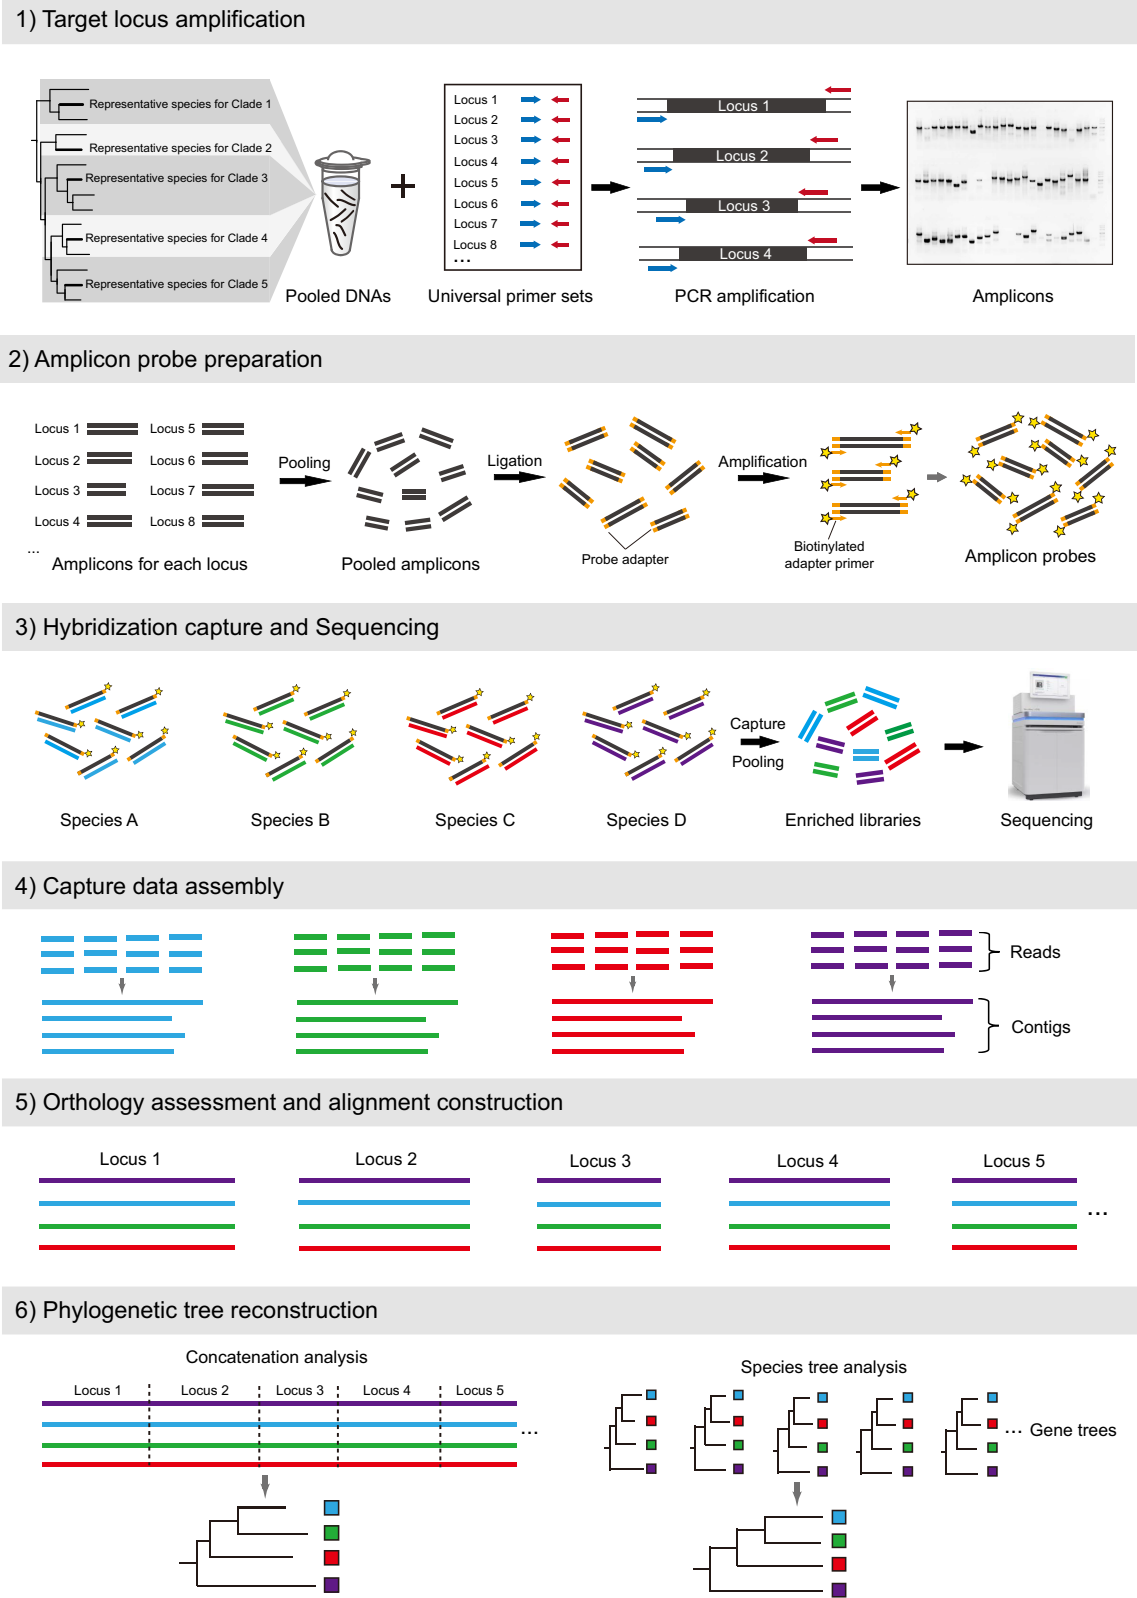 1) Target locus amplification
Representative species for Clade 1
Representative species for Clade 2
Representative species for Clade 3
Representative species for Clade 4
Representative species for Clade 5
Pooled DNAs
+
Locus 1
Locus 2
Locus 3
Locus 4
Locus 5
Locus 6
Locus 7
Locus 8
...
Universal primer sets
Locus 1
Locus 2
Locus 3
Locus 4
PCR amplification
Amplicons
2) Amplicon probe preparation
Locus 1
Locus 2
Locus 3
Locus 4
...
Locus 5
Locus 6
Locus 7
Locus 8
Amplicons for each locus
Pooling
Pooled amplicons
Ligation
Probe adapter
Amplification
Biotinylated
adapter primer
Amplicon probes
3) Hybridization capture and Sequencing
Species A
Species B
Species C
Species D
Capture
Pooling
Enriched libraries
Sequencing
4) Capture data assembly
Reads
Contigs
5) Orthology assessment and alignment construction
Locus 1
Locus 2
Locus 3
Locus 4
Locus 5
...
6) Phylogenetic tree reconstruction
Concatenation analysis
Locus 1
Locus 2
Locus 3
Locus 4
Locus 5
...
Species tree analysis
... Gene trees